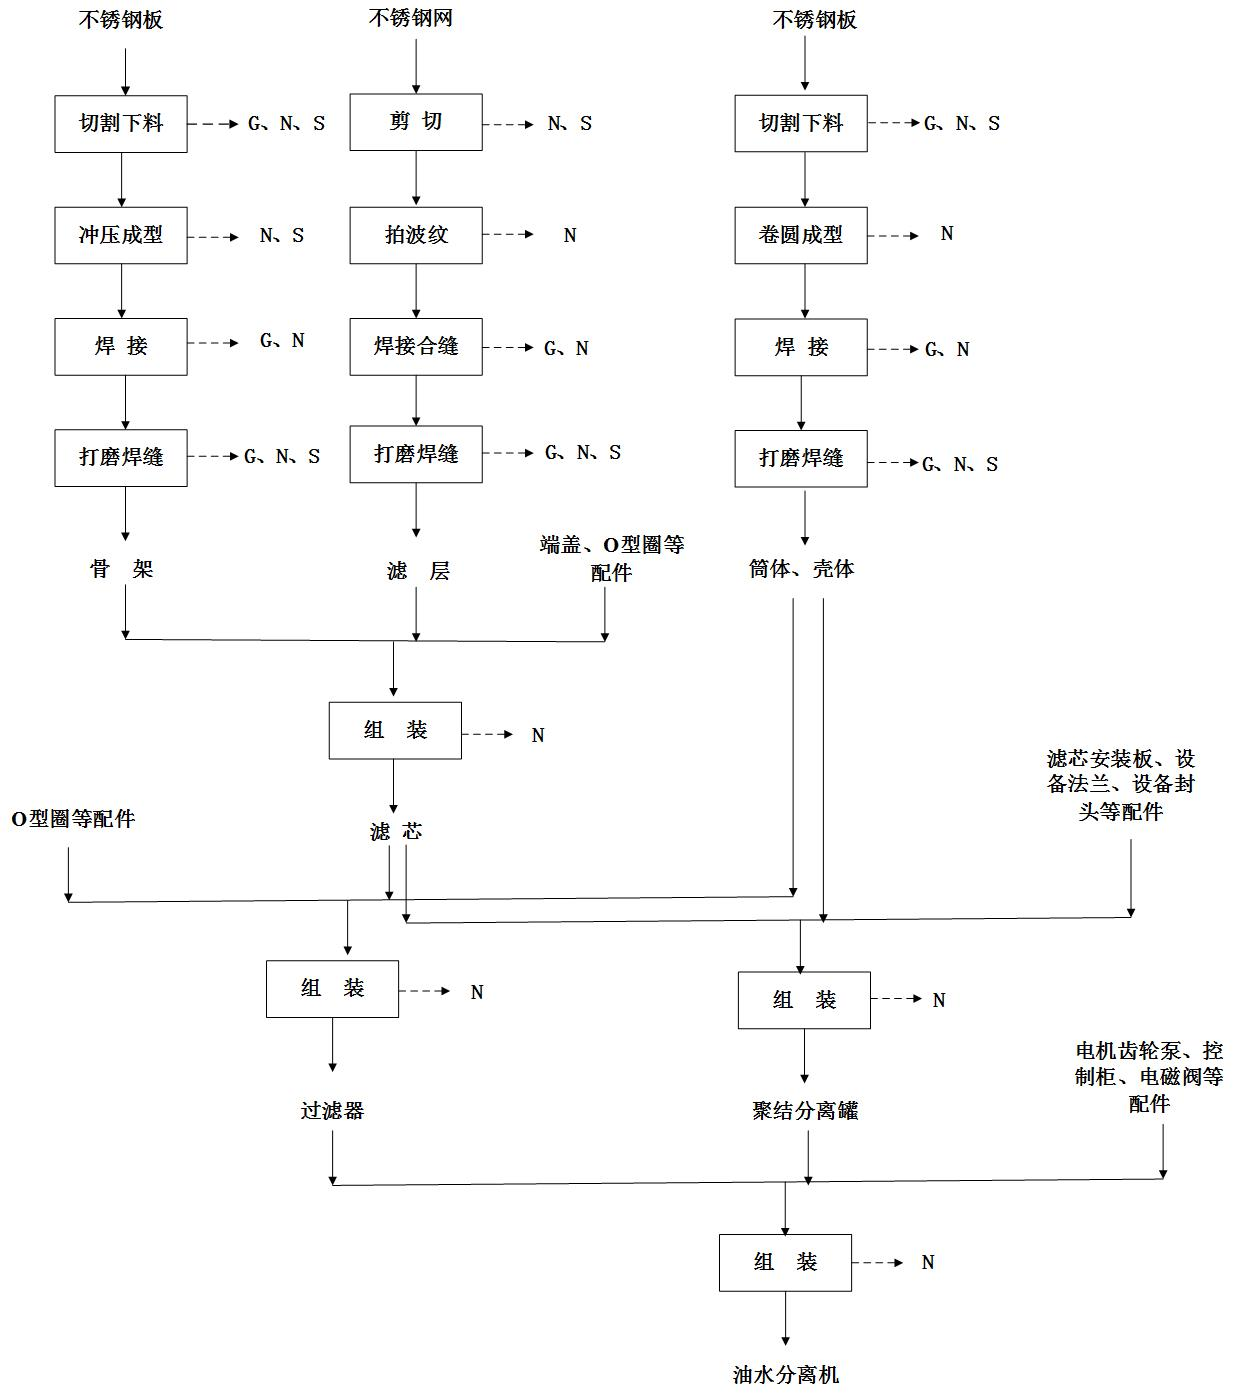 不锈钢板
不锈钢网
不锈钢板
切割下料
G、N、S
剪 切
N、S
切割下料
G、N、S
冲压成型
N、S
拍波纹
N
卷圆成型
N
焊 接
G、N
焊接合缝
G、N
焊 接
G、N
打磨焊缝
G、N、S
打磨焊缝
G、N、S
打磨焊缝
G、N、S
骨 架
滤 层
端盖、O型圈等
配件
筒体、壳体
组 装
N
滤芯安装板、设
备法兰、设备封
头等配件
O型圈等配件
滤 芯
组 装
N
组 装
N
电机齿轮泵、控
制柜、电磁阀等
配件
过滤器
聚结分离罐
组 装
N
油水分离机